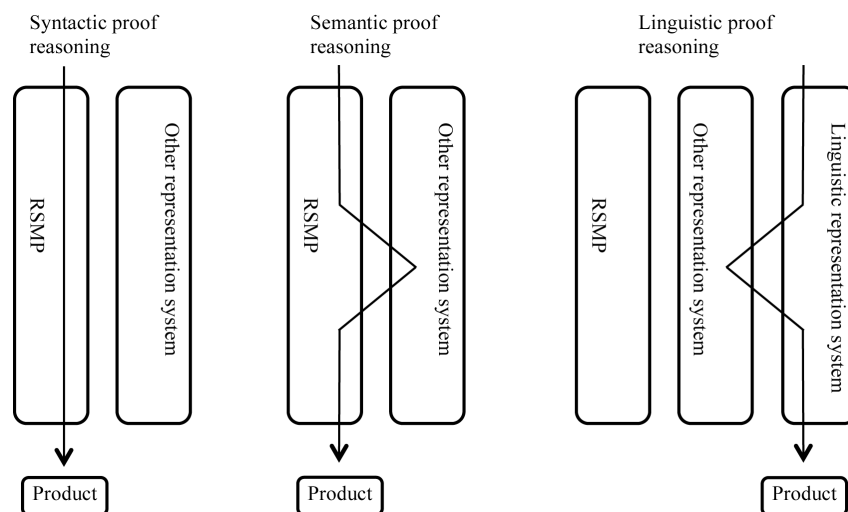 Syntactic proof
reasoning
Semantic proof
reasoning
Linguistic proof
reasoning
RSMP
Other representation system
RSMP
Other representation system
RSMP
Other representation system
Linguistic representation system
Product
Product
Product